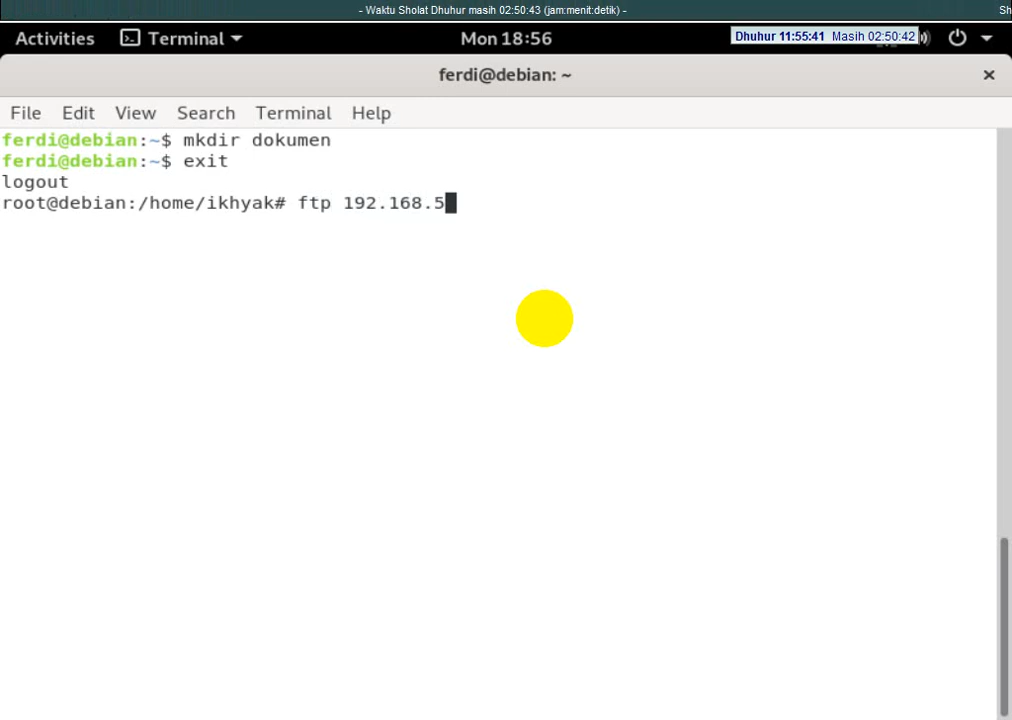 - Waktu Sholat Dhuhur masih 02:50:43 (jam:menit:detik) -
Sh
Activities Terminal Mon 18:56 Dhuhur 11:55:41 Masih 02:50:42
ferdi@debian: ~
File Edit View Search Terminal Help
ferdi@debian:~$ mkdir dokumen
ferdi@debian:~$ exit
logout
root@debian:/home/ikhyak# ftp 192.168.5